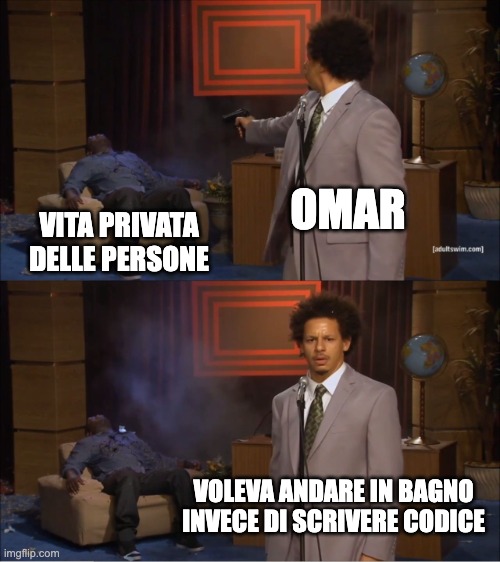 OMAR
VITA PRIVATA
DELLE PERSONE
[adultswim.com]
VOLEVA ANDARE IN BAGNO
INVECE DI SCRIVERE CODICE
imgflip.com